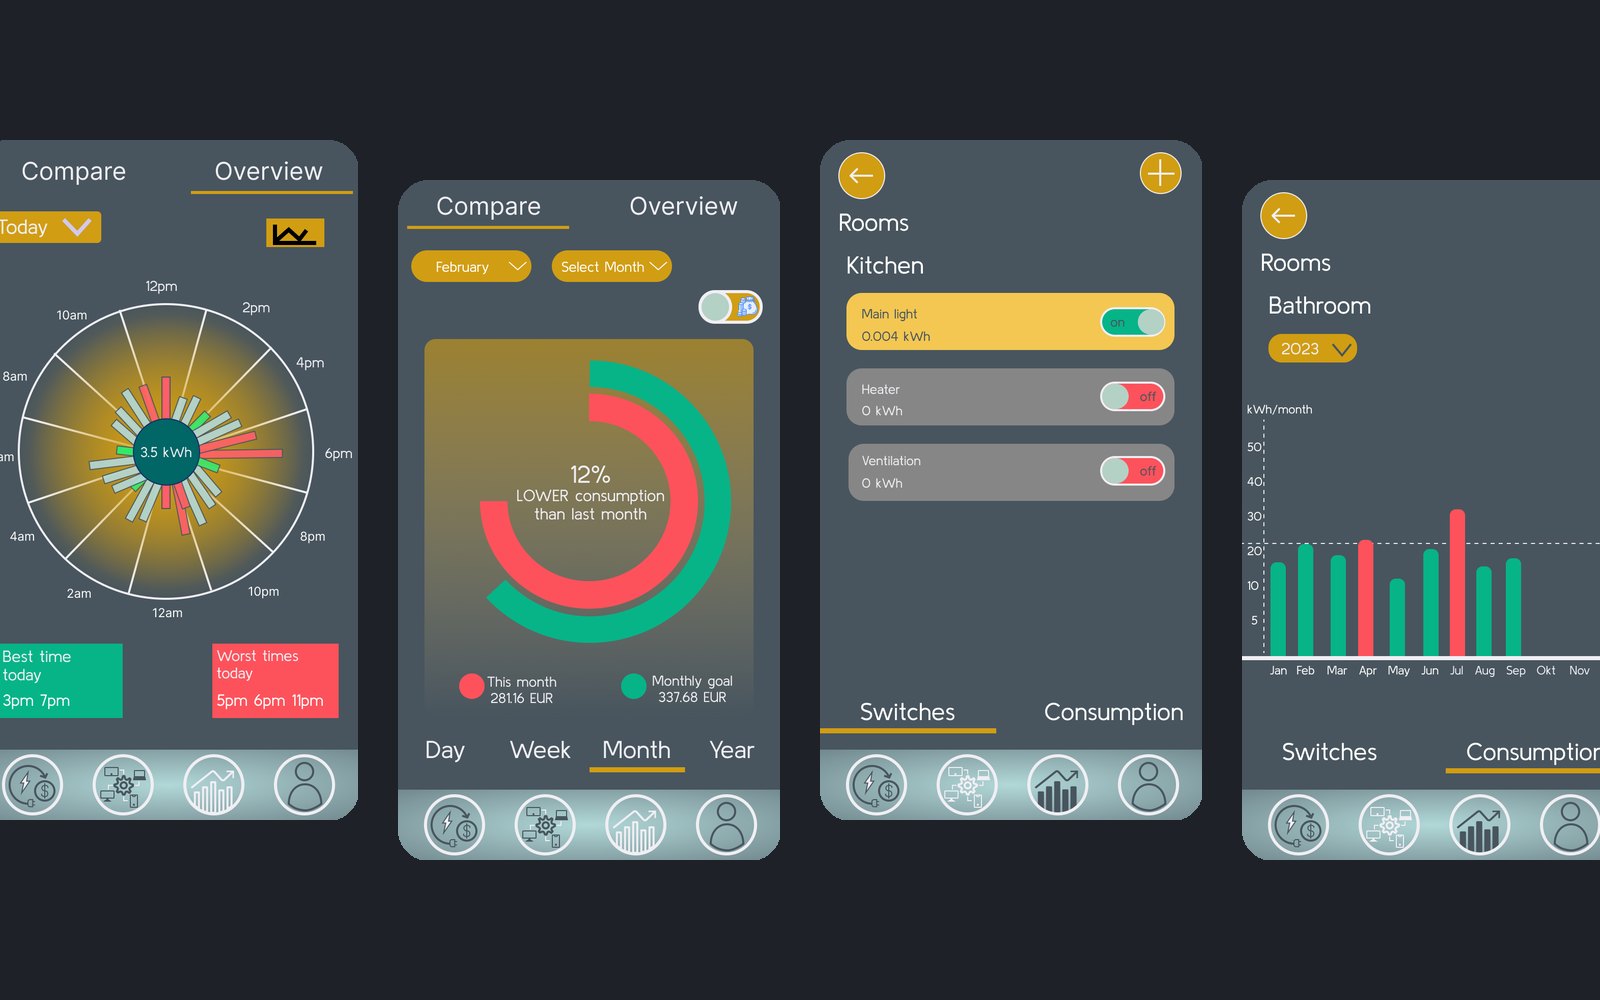 Compare
Overview
Today
12pm
2pm
4pm
6pm
8pm
10pm
12am
2am
4am
am
8am
10am
3.5 kWh
Best time
today
3pm 7pm
Worst times
today
5pm 6pm 11pm
Compare
Overview
February
Select Month
12%
LOWER consumption
than last month
This month
281.16 EUR
Monthly goal
337.68 EUR
Day
Week
Month
Year
Rooms
Kitchen
Main light
0.004 kWh
on
Heater
0 kWh
off
Ventilation
0 kWh
off
Switches
Consumption
Rooms
Bathroom
2023
kWh/month
50
40
30
20
10
5
Jan Feb Mar Apr May Jun Jul Aug Sep Okt Nov
Switches
Consumption